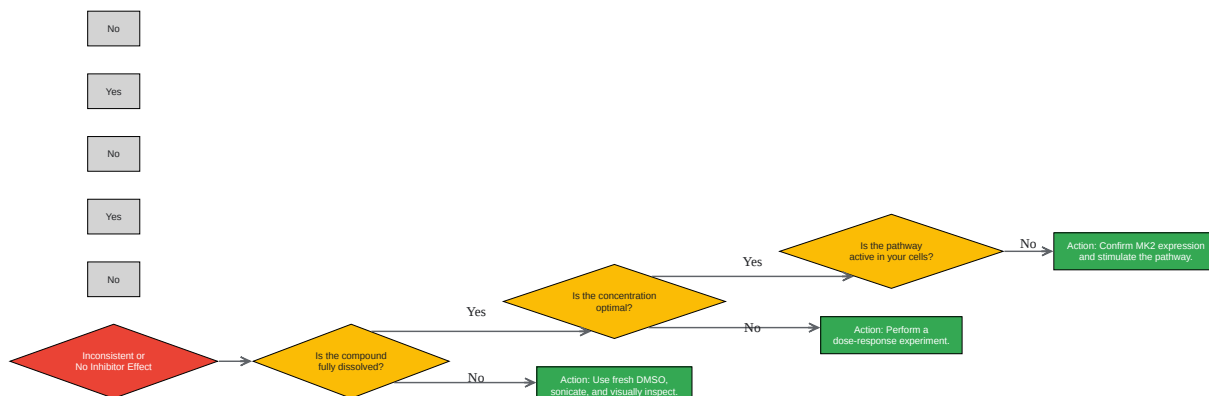 No
Yes
No
Yes
No
Inconsistent or
No Inhibitor Effect
Is the compound
fully dissolved?
Yes
No
Action: Use fresh DMSO,
sonicate, and visually inspect.
Is the concentration
optimal?
Yes
No
Action: Perform a
dose-response experiment.
Is the pathway
active in your cells?
No
Action: Confirm MK2 expression
and stimulate the pathway.